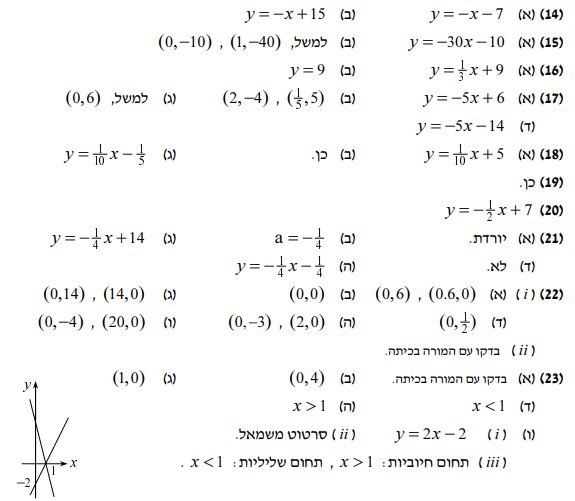 (14) (א) y = −x − 7 (ב) y = −x + 15
(15) (א) y = −30x − 10 (ב) למשל, (1, −40) , (0, −10)
(16) (א) y = 1/3 x + 9 (ב) y = 9
(17) (א) y = −5x + 6 (ב) (1/5, 5) , (2, −4) (ג) למשל, (0, 6)
(ד) y = −5x − 14
(18) (א) y = 1/10 x + 5 (ב) כן. (ג) y = 1/10 x − 1/5
(19) כן.
(20) y = −1/2 x + 7
(21) (א) יורדת. (ב) a = −1/4 (ג) y = −1/4 x + 14
(ד) לא. (ה) y = −1/4 x − 1/4
(22) (i) (א) (0.6, 0) , (0, 6) (ב) (0, 0) (ג) (14, 0) , (0, 14)
(ד) (0, 1/2) (ה) (2, 0) , (0, −3) (ו) (20, 0) , (0, −4)
(ii) בדקו עם המורה בכיתה.
(23) (א) בדקו עם המורה בכיתה. (ב) (0, 4) (ג) (1, 0)
(ד) x < 1 (ה) x > 1
(ו) (i) y = 2x − 2 (ii) סרטוט משמאל.
(iii) תחום חיוביות: x > 1 , תחום שליליות: x < 1 .
y
x
1
−2